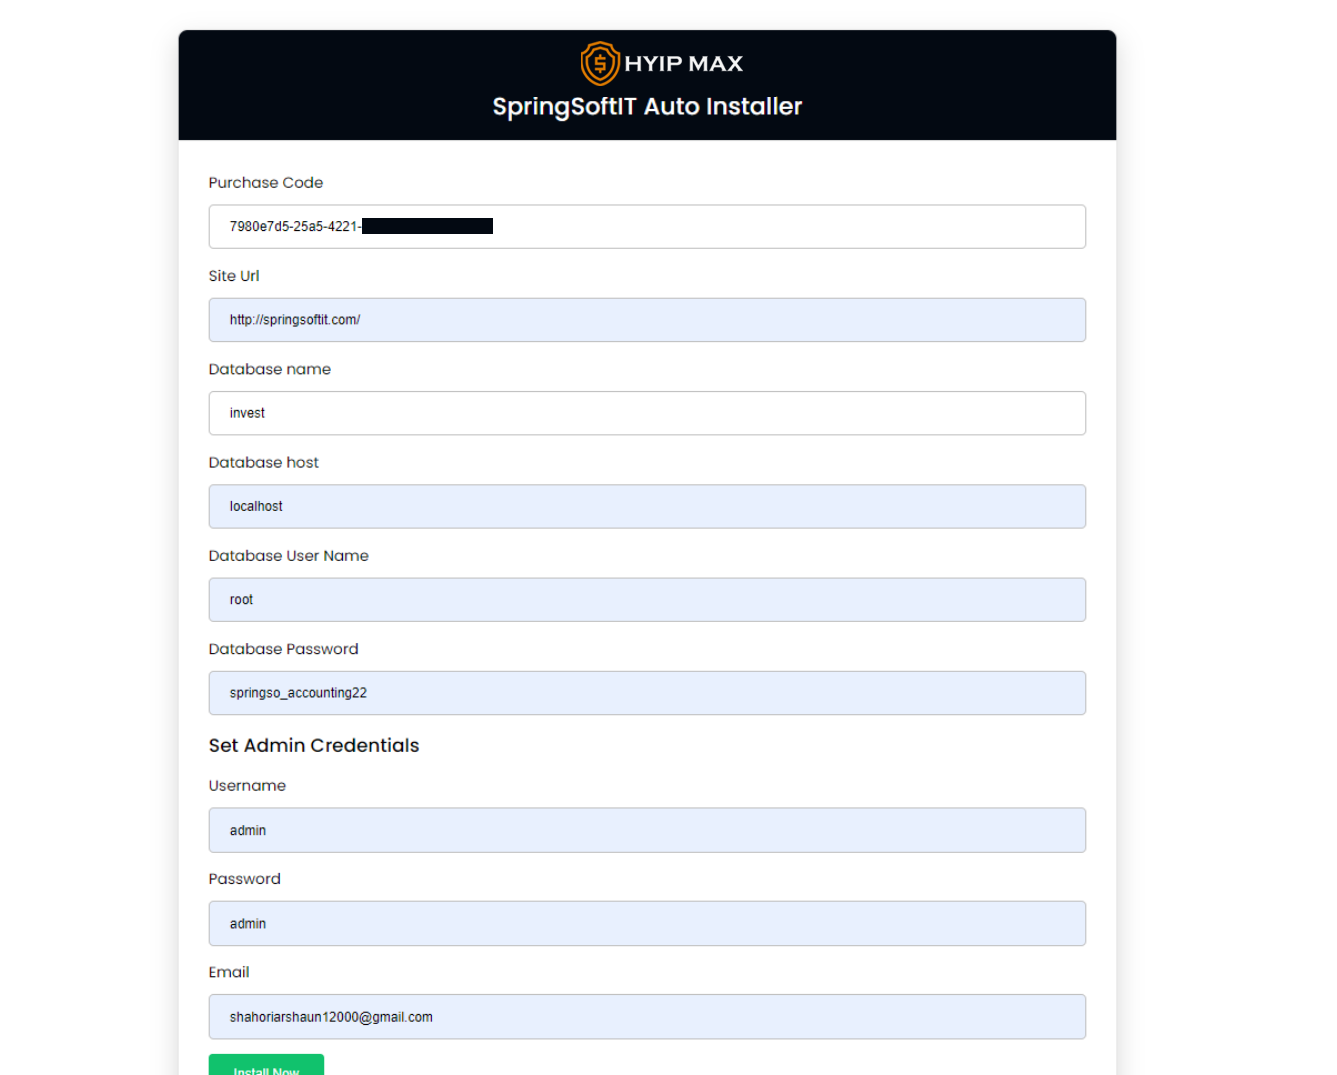 HYIP MAX
SpringSoftIT Auto Installer
Purchase Code
7980e7d5-25a5-4221-
Site Url
http://springsoftit.com/
Database name
invest
Database host
localhost
Database User Name
root
Database Password
springso_accounting22
Set Admin Credentials
Username
admin
Password
admin
Email
shahoriarshaun12000@gmail.com
Install Now